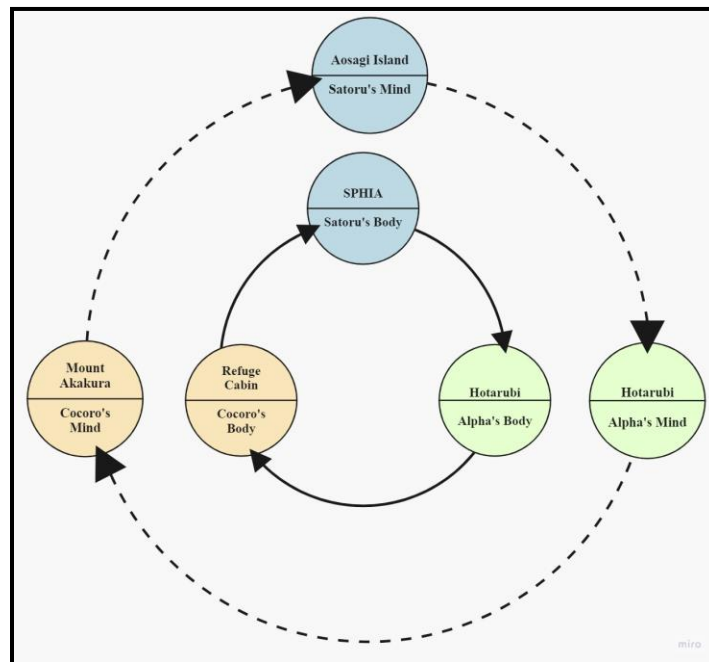 Aosagi Island
Satoru's Mind
SPHIA
Satoru's Body
Mount
Akakura
Cocoro's
Mind
Refuge
Cabin
Cocoro's
Body
Hotarubi
Alpha's Body
Hotarubi
Alpha's Mind
miro